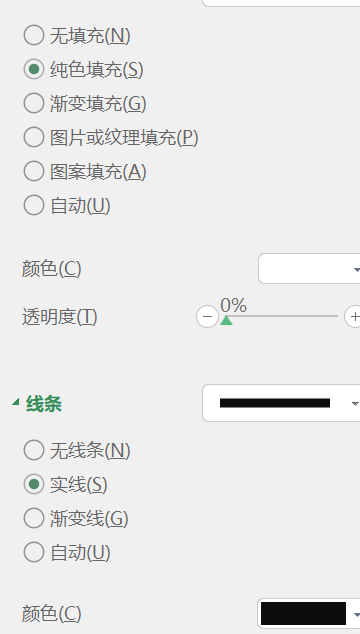 无填充(N)
纯色填充(S)
渐变填充(G)
图片或纹理填充(P)
图案填充(A)
自动(U)
颜色(C)
透明度(T)
0%
线条
无线条(N)
实线(S)
渐变线(G)
自动(U)
颜色(C)